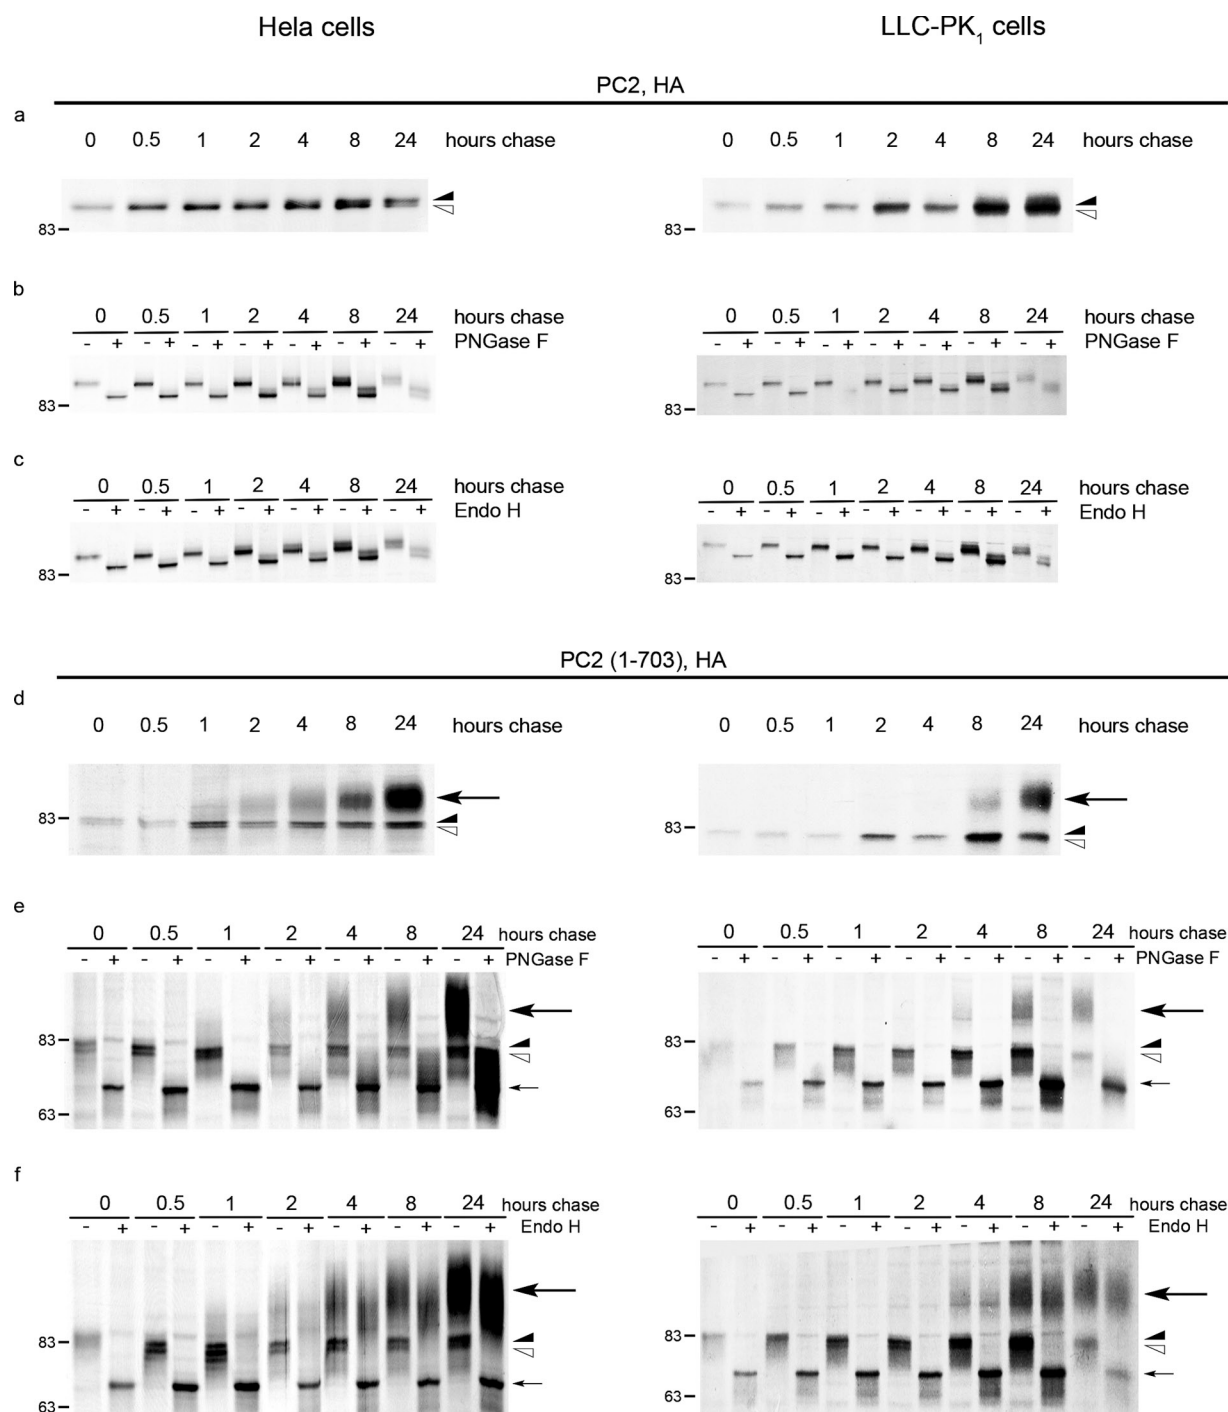 Hela cells LLC-PK1 cells
PC2, HA
a
0 0.5 1 2 4 8 24 hours chase 0 0.5 1 2 4 8 24 hours chase
83 83
b
0 0.5 1 2 4 8 24 hours chase 0 0.5 1 2 4 8 24 hours chase
- + - + - + - + - + - + - + PNGase F - + - + - + - + - + - + - + PNGase F
83 83
c
0 0.5 1 2 4 8 24 hours chase 0 0.5 1 2 4 8 24 hours chase
- + - + - + - + - + - + - + Endo H - + - + - + - + - + - + - + Endo H
83 83
PC2 (1-703), HA
d
0 0.5 1 2 4 8 24 hours chase 0 0.5 1 2 4 8 24 hours chase
83 83
e
0 0.5 1 2 4 8 24 hours chase 0 0.5 1 2 4 8 24 hours chase
- + - + - + - + - + - + - + PNGase F - + - + - + - + - + - + - + PNGase F
83 83
63 63
f
0 0.5 1 2 4 8 24 hours chase 0 0.5 1 2 4 8 24 hours chase
- + - + - + - + - + - + - + Endo H - + - + - + - + - + - + - + Endo H
83 83
63 63